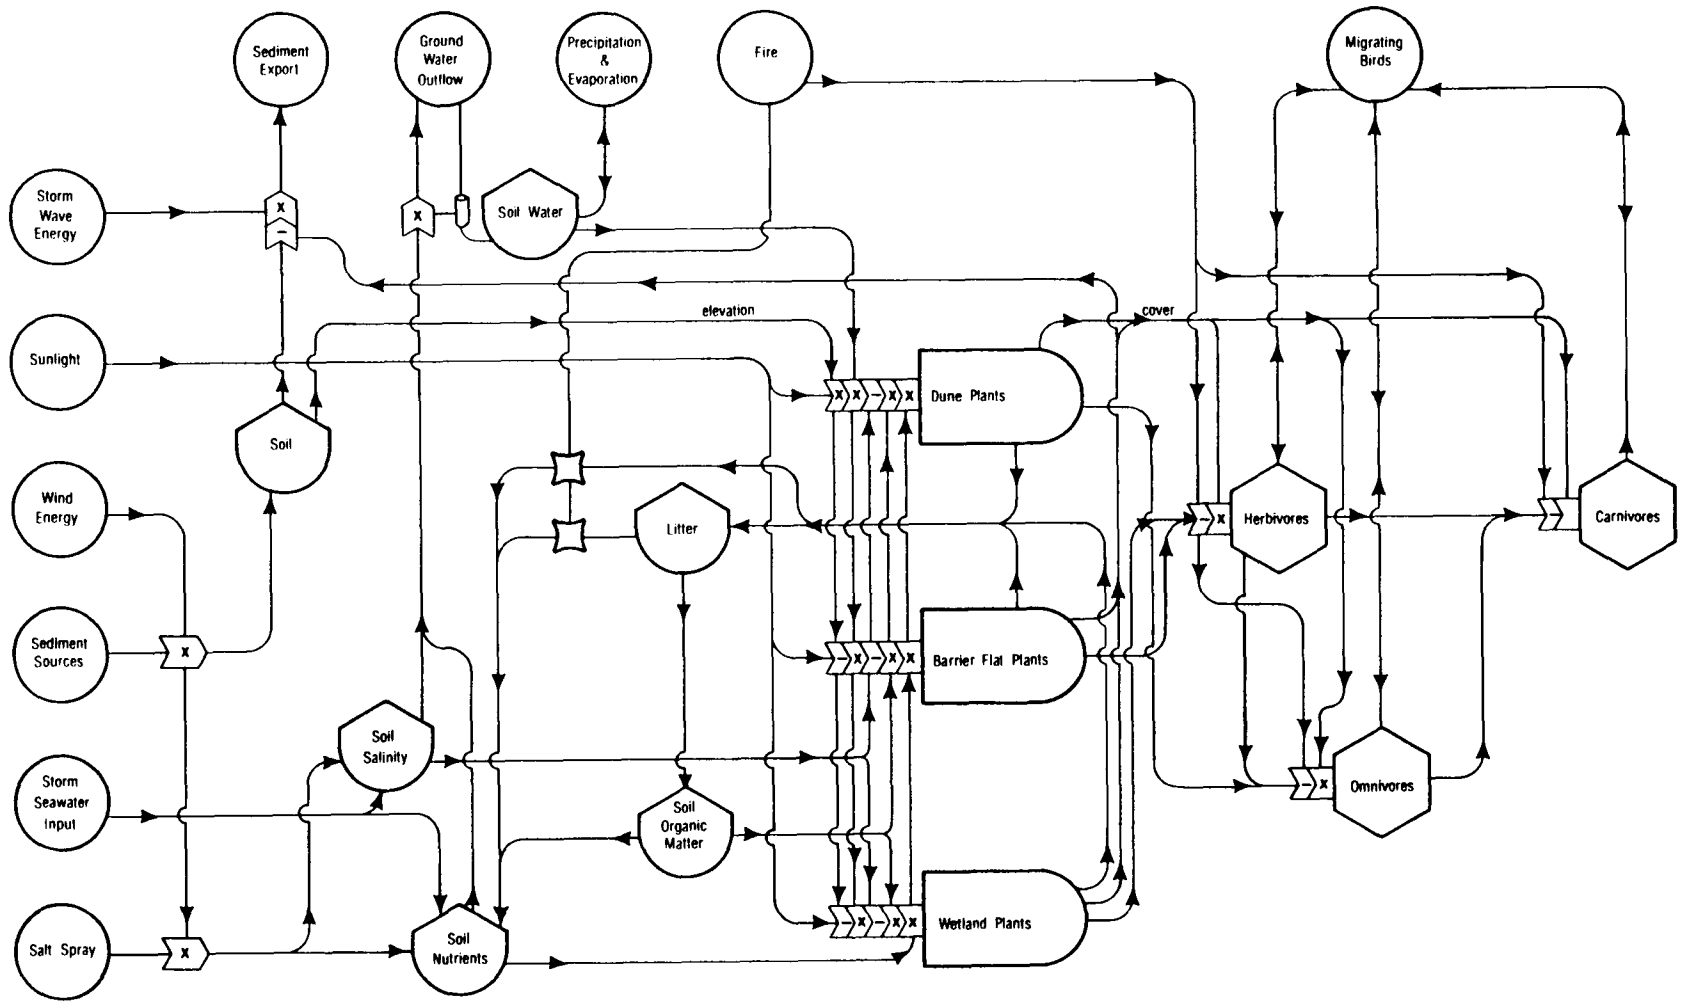 Sediment
Export
Ground
Water
Outflow
Precipitation
&
Evaporation
Fire
Migrating
Birds
Storm
Wave
Energy
x
-
x
Soil Water
elevation
cover
Sunlight
x x - x x
Dune Plants
Soil
Wind
Energy
Litter
- x
Herbivores
-
Carnivores
Sediment
Sources
x
- x - x x
Barrier Flat Plants
Soil
Salinity
Storm
Seawater
Input
Soil
Organic
Matter
- x
Omnivores
Salt Spray
x
Soil
Nutrients
- x - x x
Wetland Plants